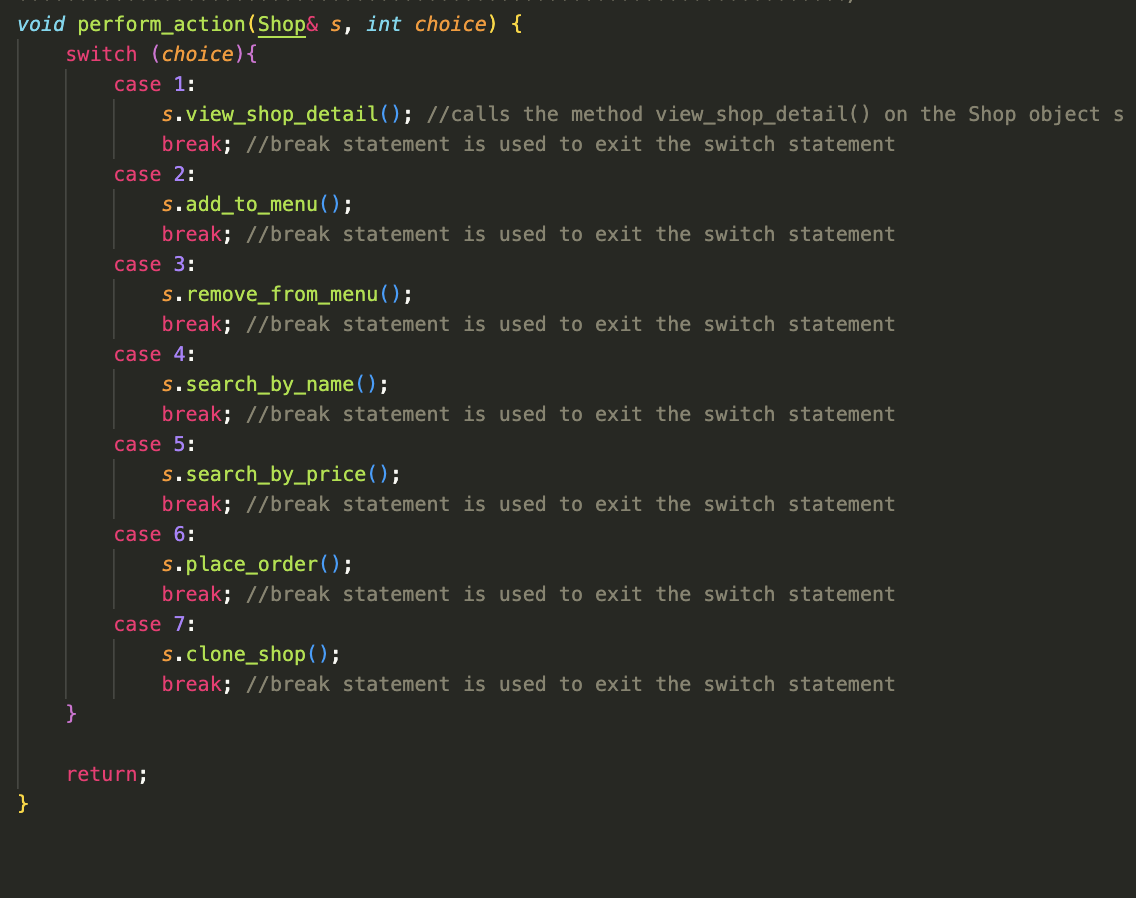 void perform_action(Shop& s, int choice) {
switch (choice){
case 1:
s.view_shop_detail(); //calls the method view_shop_detail() on the Shop object s
break; //break statement is used to exit the switch statement
case 2:
s.add_to_menu();
break; //break statement is used to exit the switch statement
case 3:
s.remove_from_menu();
break; //break statement is used to exit the switch statement
case 4:
s.search_by_name();
break; //break statement is used to exit the switch statement
case 5:
s.search_by_price();
break; //break statement is used to exit the switch statement
case 6:
s.place_order();
break; //break statement is used to exit the switch statement
case 7:
s.clone_shop();
break; //break statement is used to exit the switch statement
}
return;
}